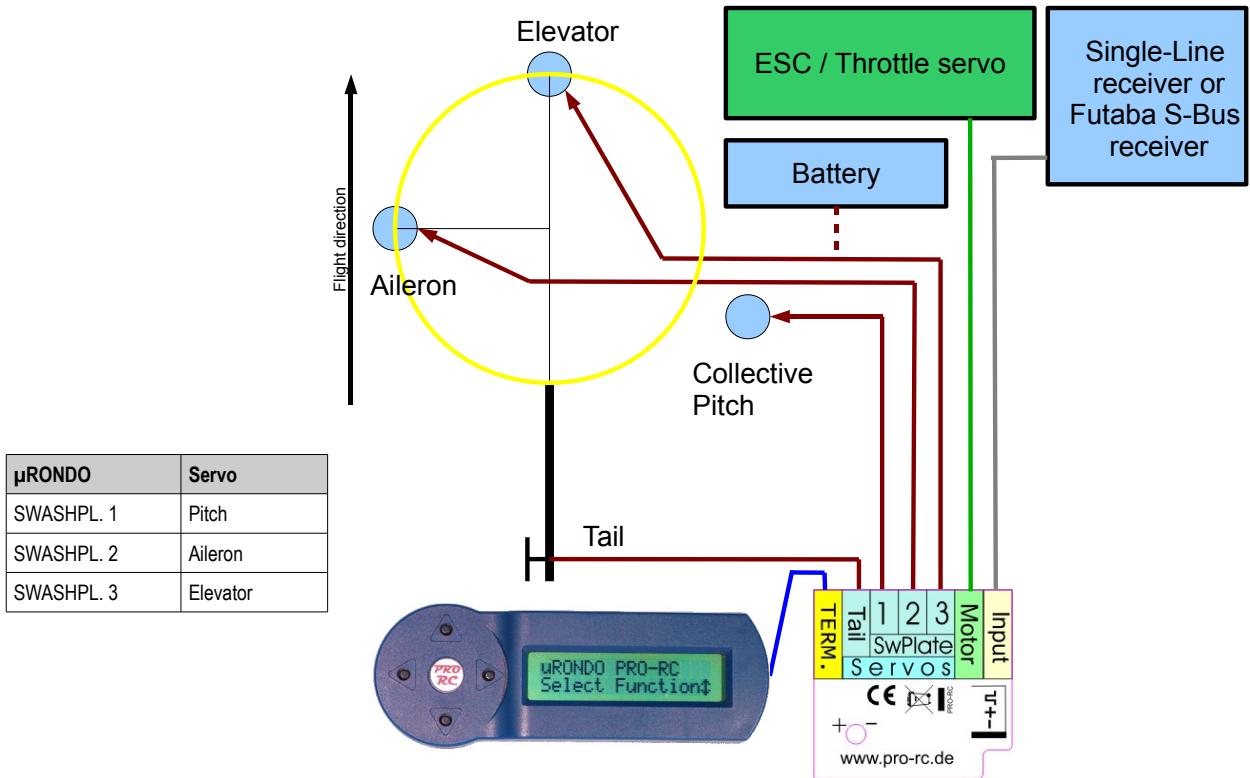 Elevator
ESC / Throttle servo
Single-Line
receiver or
Futaba S-Bus
receiver
Battery
Flight direction
Aileron
Collective
Pitch
µRONDO Servo
SWASHPL. 1 Pitch
SWASHPL. 2 Aileron
SWASHPL. 3 Elevator
Tail
TERM.
Tail
1 2 3
SwPlate
Servos
Motor
Input
PRO
RC
µRONDO PRO-RC
Select Function↕
CE
PRO-RC
+ -
+ -
www.pro-rc.de